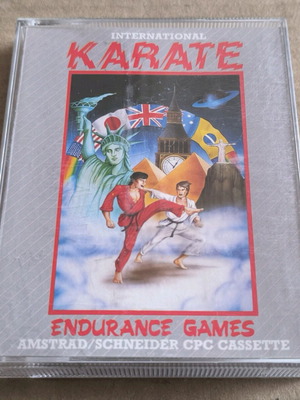 INTERNATIONAL
KARATE
ENDURANCE GAMES
AMSTRAD/SCHNEIDER CPC CASSETTE